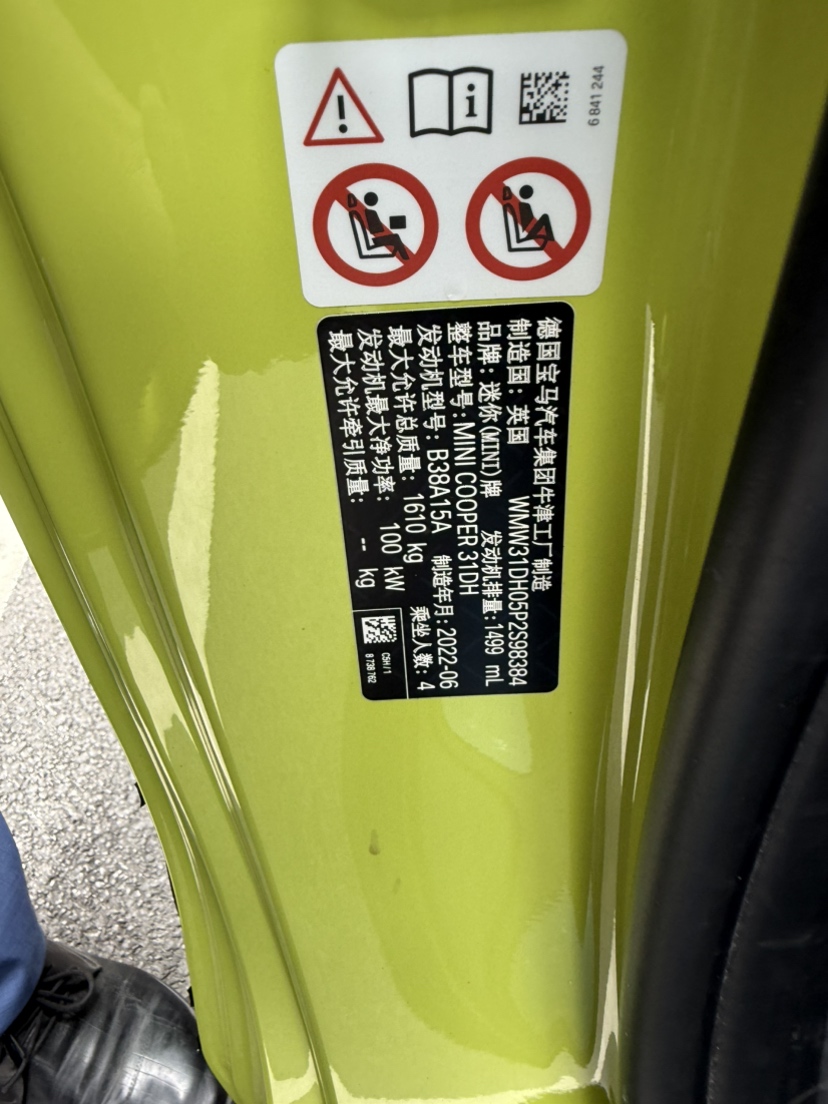 6 841 244
德国宝马汽车集团牛津工厂制造
制造国: 英国 WMW31DH05P2S98384
品牌: 迷你(MINI)牌 发动机排量: 1499 mL
整车型号: MINI COOPER 31DH
发动机型号: B38A15A 制造年月: 2022-06
最大允许总质量: 1610 kg 乘坐人数: 4
发动机最大净功率: 100 kW
最大允许牵引质量: -- kg
C5H/1
8 738 762